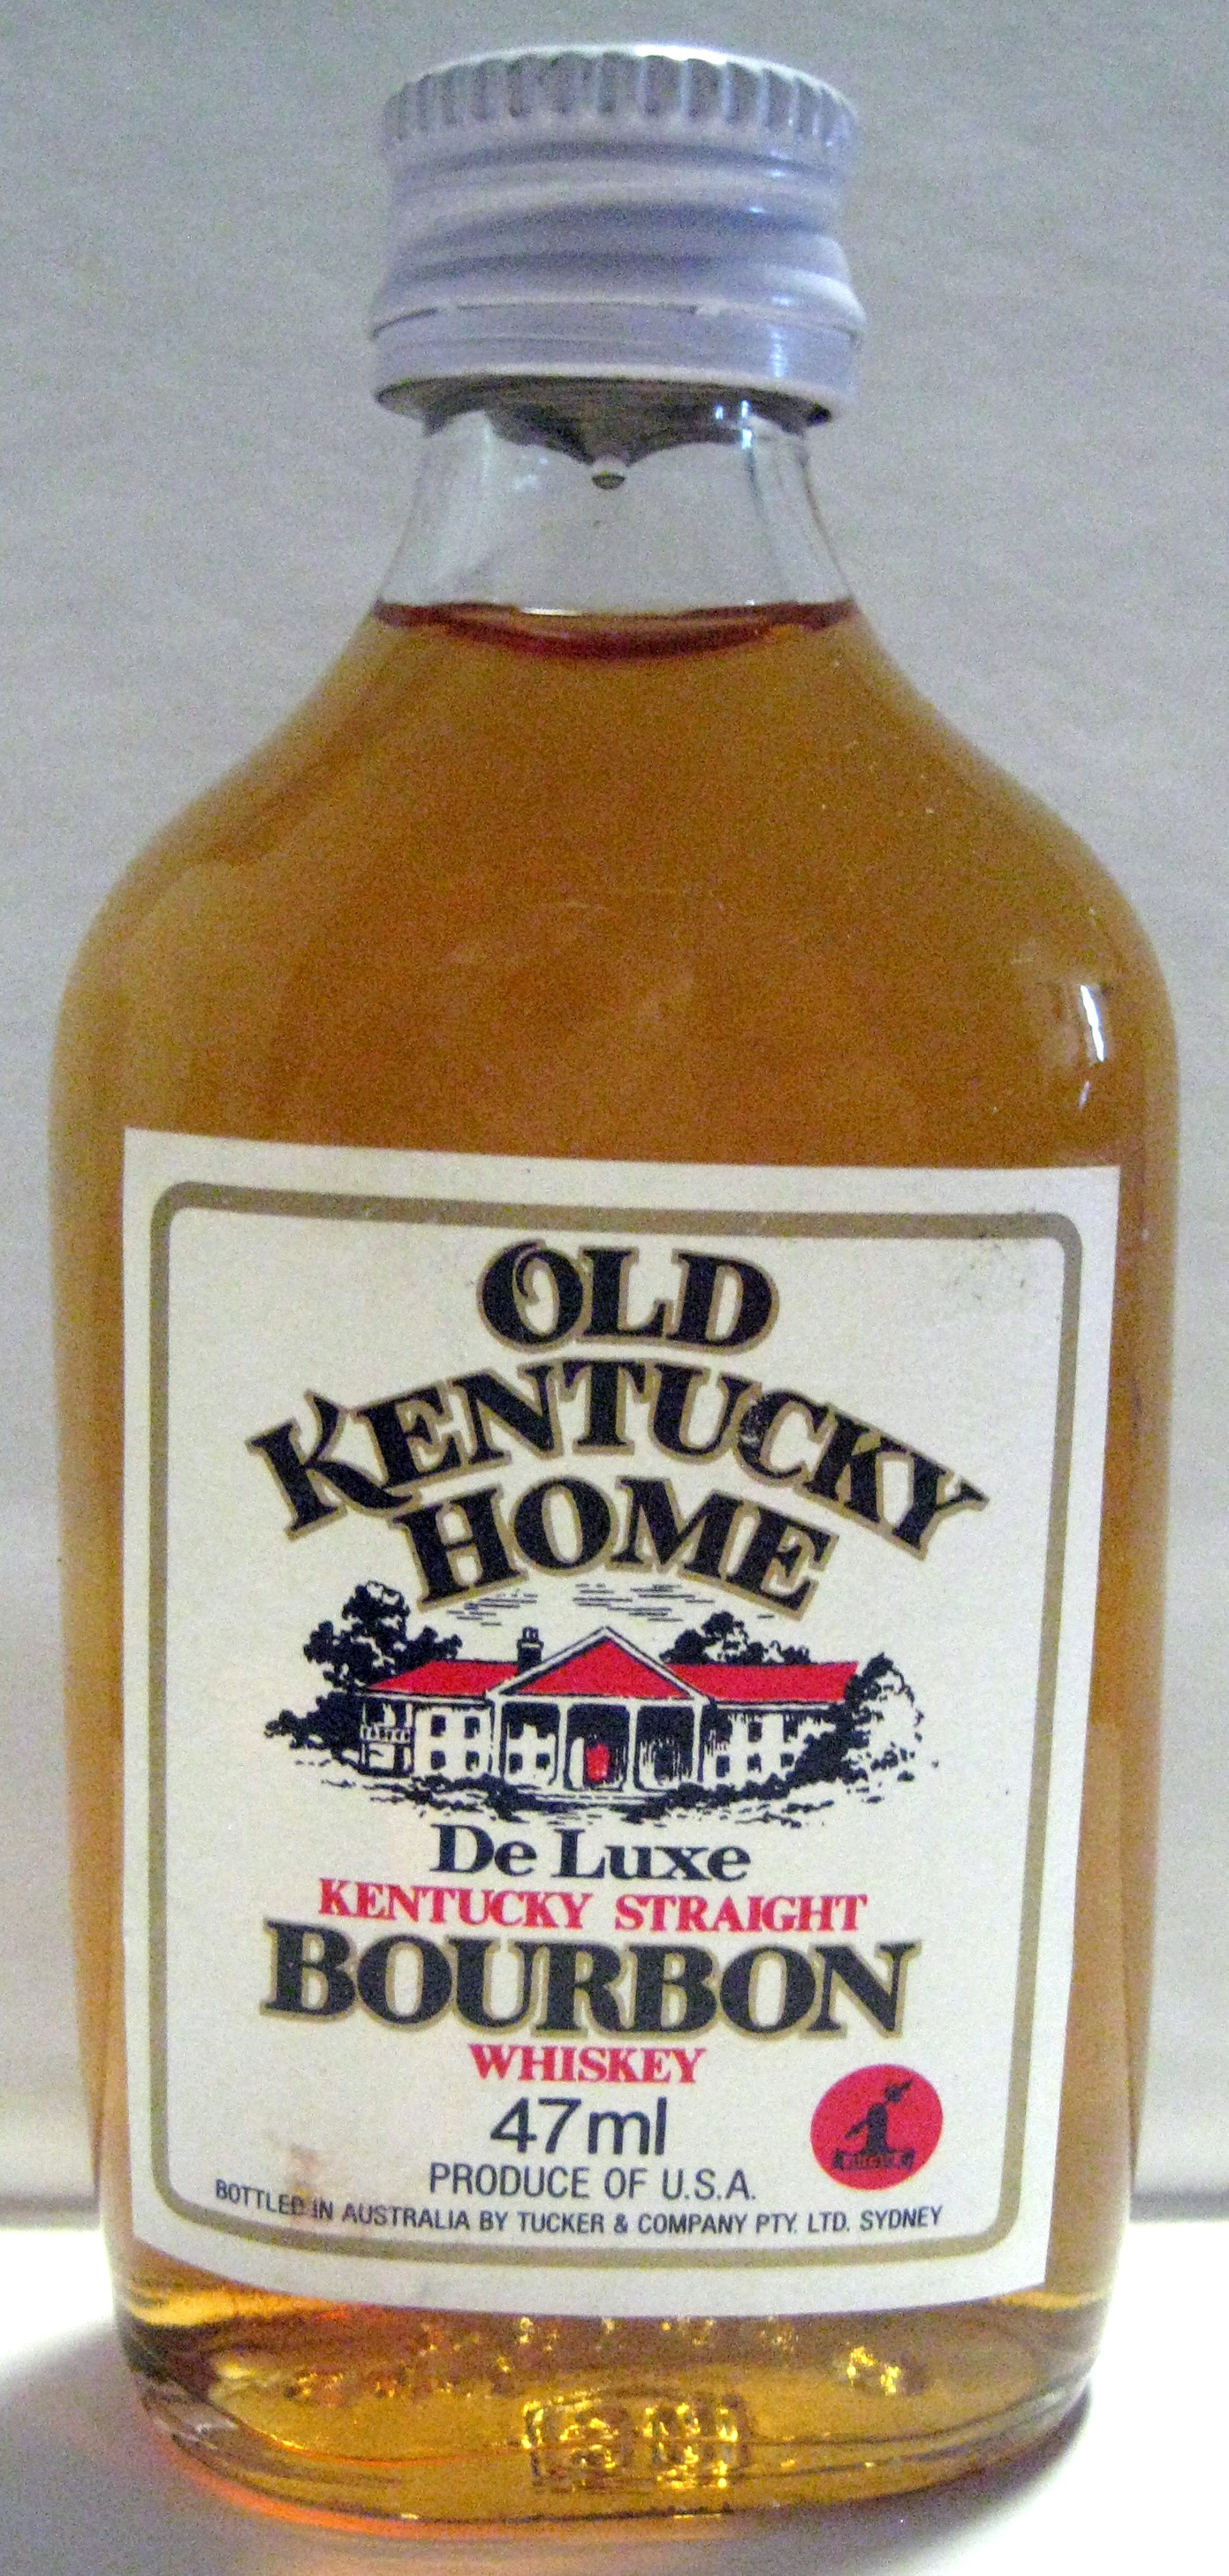 OLD
KENTUCKY
HOME
De Luxe
KENTUCKY STRAIGHT
BOURBON
WHISKEY
47ml
PRODUCE OF U.S.A.
BOTTLED IN AUSTRALIA BY TUCKER & COMPANY PTY. LTD. SYDNEY